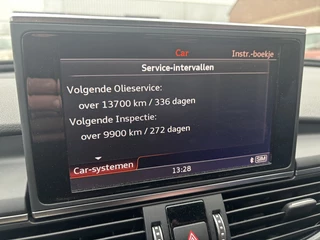 Car
Instr.-boekje
Service-intervallen
Volgende Olieservice:
over 13700 km / 336 dagen
Volgende Inspectie:
over 9900 km / 272 dagen
Car-systemen
13:28
SIM